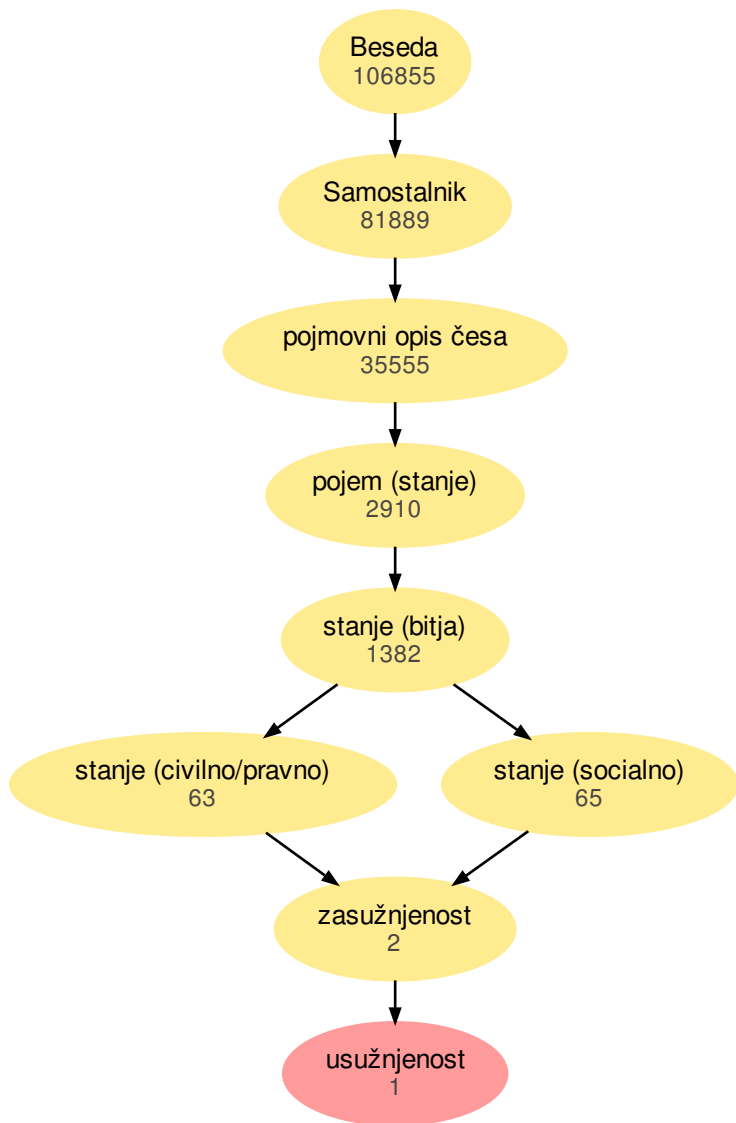 Beseda
106855
Samostalnik
81889
pojmovni opis česa
35555
pojem (stanje)
2910
stanje (bitja)
1382
stanje (civilno/pravno)
63
stanje (socialno)
65
zasužnjenost
2
usužnjenost
1